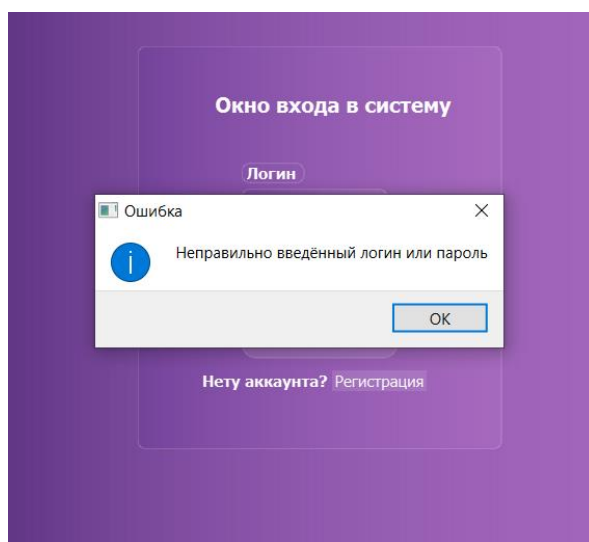 Окно входа в систему
Логин
Ошибка
Неправильно введённый логин или пароль
OK
Нету аккаунта? Регистрация